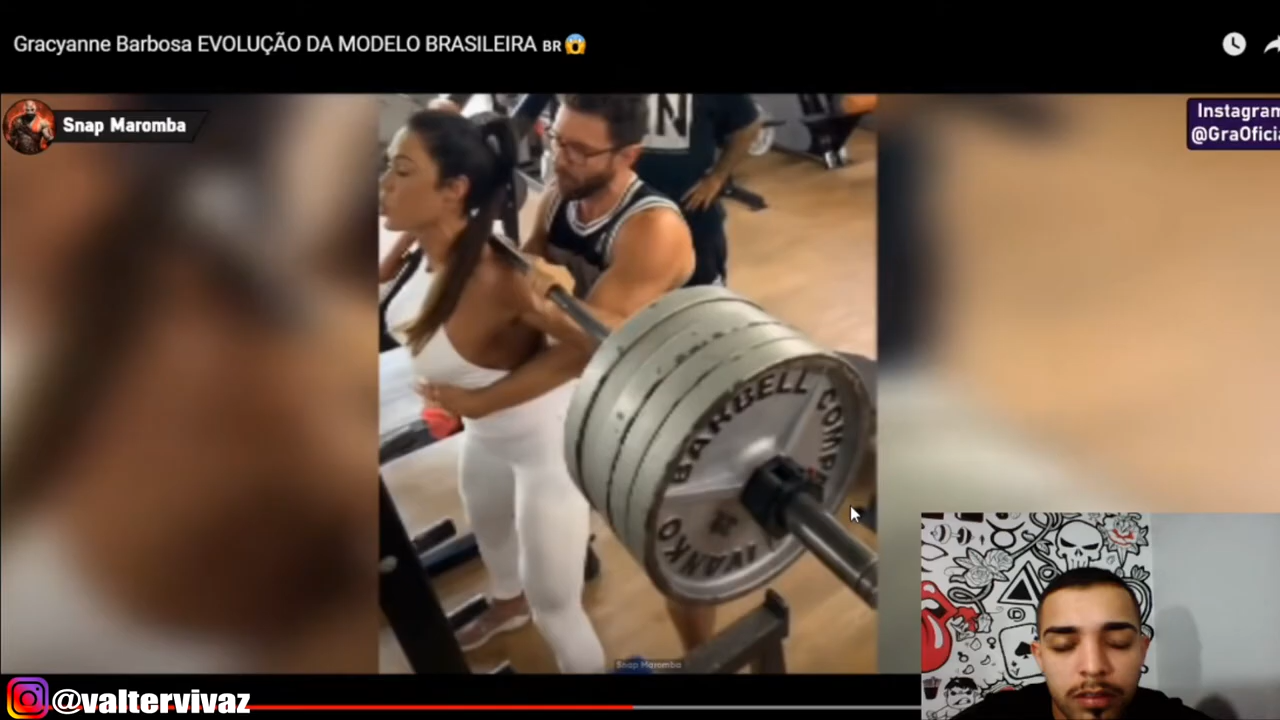 Gracyanne Barbosa EVOLUÇÃO DA MODELO BRASILEIRA BR😱
Snap Maromba
Instagram
@GraOficia
N
BARBELL COMP
IVANKO
Snap Maromba
@valtervivaz